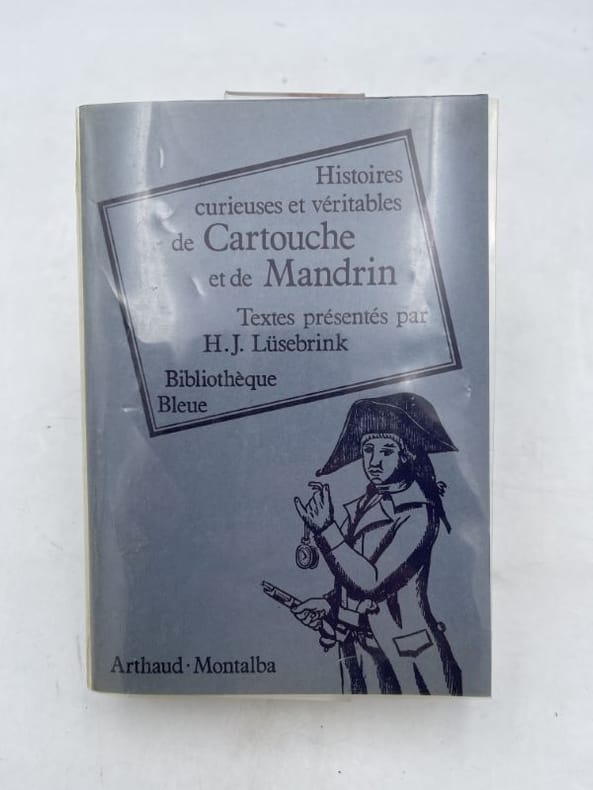 Histoires
curieuses et véritables
de Cartouche
et de Mandrin
Textes présentés par
H. J. Lüsebrink
Bibliothèque
Bleue
Arthaud · Montalba